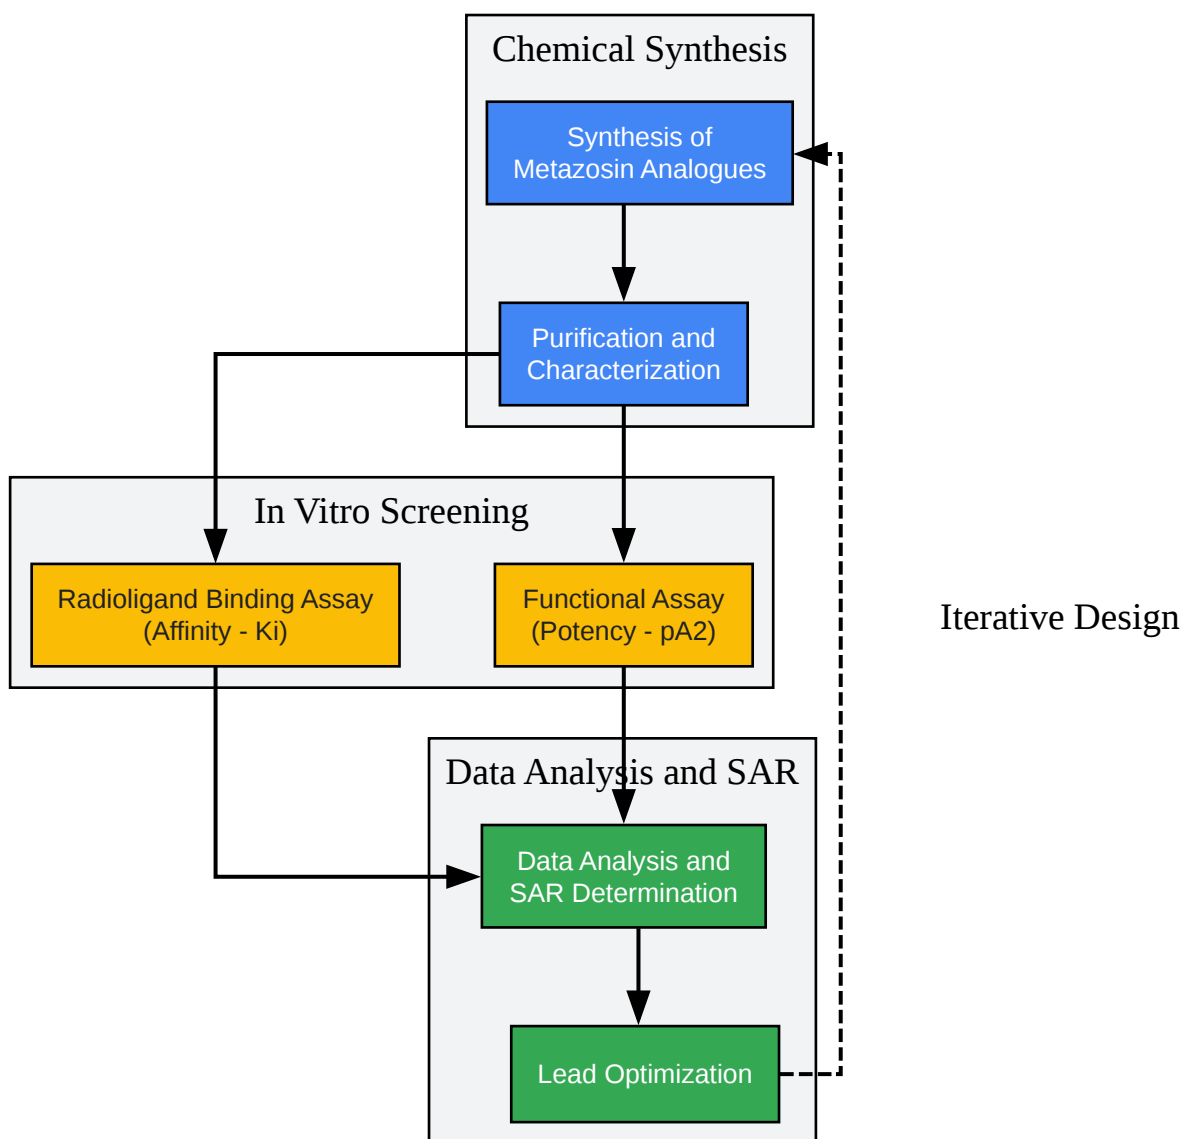 Chemical Synthesis
Synthesis of
Metazosin Analogues
Purification and
Characterization
In Vitro Screening
Radioligand Binding Assay
(Affinity - Ki)
Functional Assay
(Potency - pA2)
Iterative Design
Data Analysis and SAR
Data Analysis and
SAR Determination
Lead Optimization